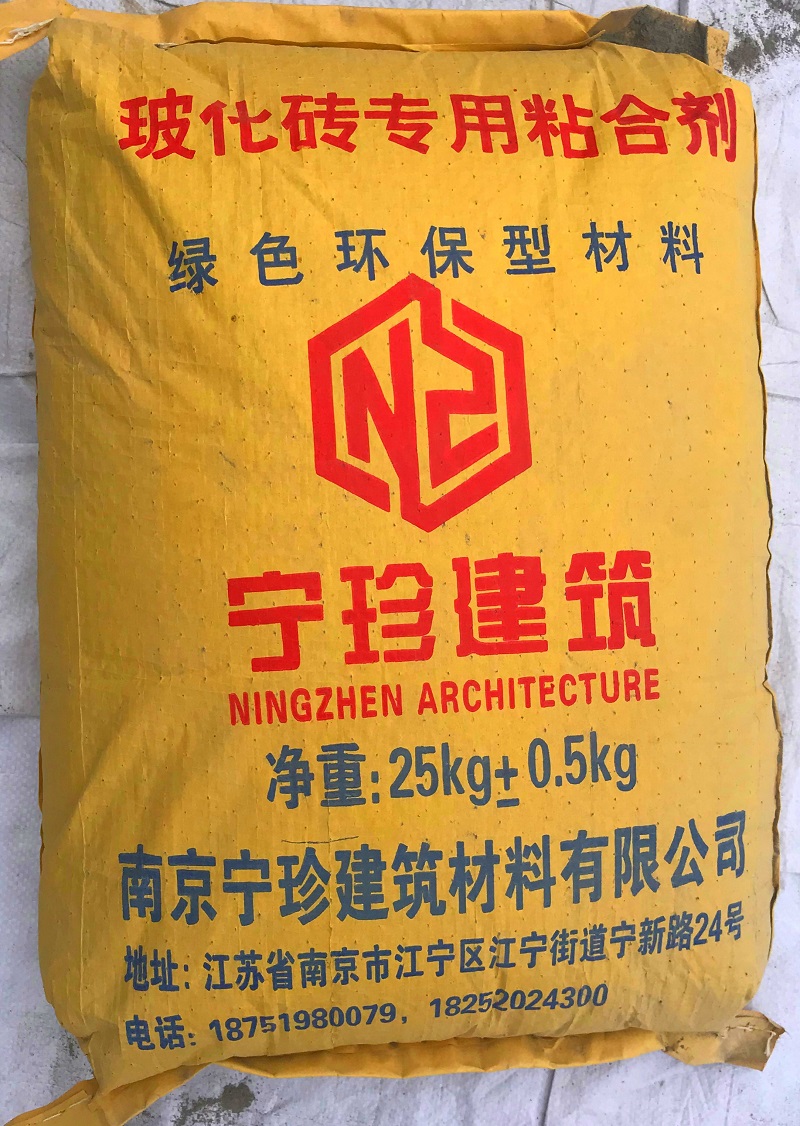 玻化砖专用粘合剂
绿色环保型材料
NZ
宁珍建筑
NINGZHEN ARCHITECTURE
净重:25kg±0.5kg
南京宁珍建筑材料有限公司
地址:江苏省南京市江宁区江宁街道宁新路24号
电话:18751980079,18252024300